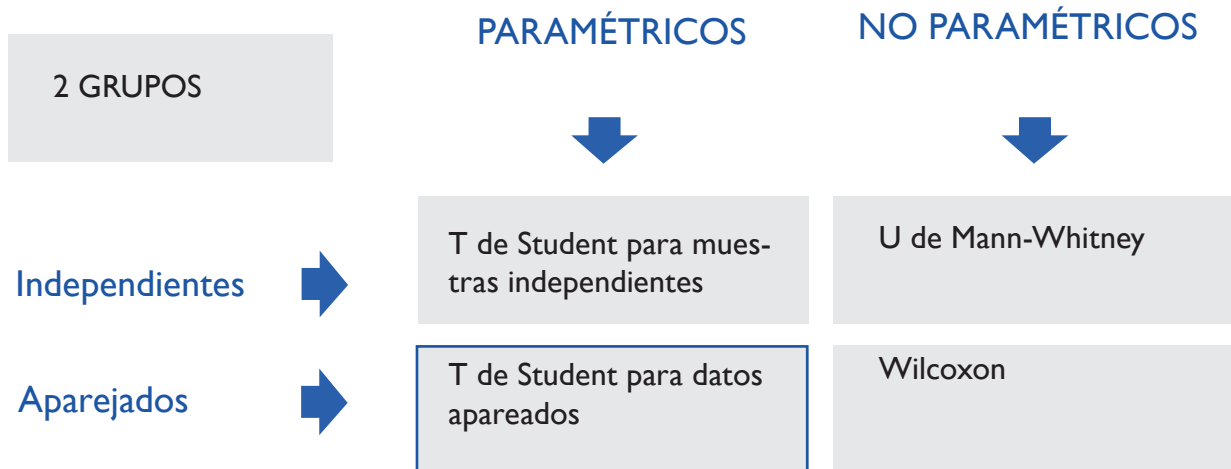 PARAMÉTRICOS
NO PARAMÉTRICOS
2 GRUPOS
Independientes
T de Student para mues-
tras independientes
U de Mann-Whitney
Aparejados
T de Student para datos
apareados
Wilcoxon